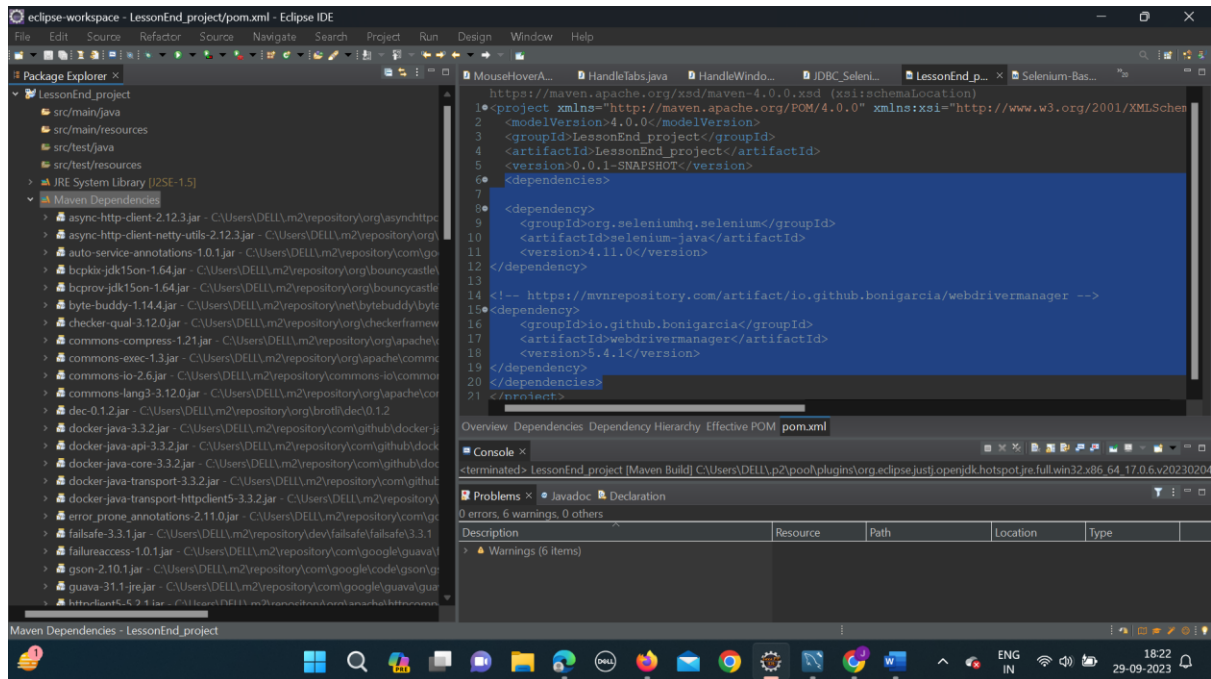 eclipse-workspace - LessonEnd_project/pom.xml - Eclipse IDE
File Edit Source Refactor Source Navigate Search Project Run Design Window Help
Package Explorer
MouseHoverA... HandleTabs.java HandleWindo... JDBC_Seleni... LessonEnd_p... Selenium-Bas...
LessonEnd_project
src/main/java
src/main/resources
src/test/java
src/test/resources
JRE System Library [J2SE-1.5]
Maven Dependencies
async-http-client-2.12.3.jar - C:\Users\DELL\.m2\repository\org\asynchttpc
async-http-client-netty-utils-2.12.3.jar - C:\Users\DELL\.m2\repository\org\
auto-service-annotations-1.0.1.jar - C:\Users\DELL\.m2\repository\com\go
bcpkix-jdk15on-1.64.jar - C:\Users\DELL\.m2\repository\org\bouncycastle\
bcprov-jdk15on-1.64.jar - C:\Users\DELL\.m2\repository\org\bouncycastle
byte-buddy-1.14.4.jar - C:\Users\DELL\.m2\repository\net\bytebuddy\byte
checker-qual-3.12.0.jar - C:\Users\DELL\.m2\repository\org\checkerframew
commons-compress-1.21.jar - C:\Users\DELL\.m2\repository\org\apache\c
commons-exec-1.3.jar - C:\Users\DELL\.m2\repository\org\apache\commc
commons-io-2.6.jar - C:\Users\DELL\.m2\repository\commons-io\commor
commons-lang3-3.12.0.jar - C:\Users\DELL\.m2\repository\org\apache\cor
dec-0.1.2.jar - C:\Users\DELL\.m2\repository\org\brotli\dec\0.1.2
docker-java-3.3.2.jar - C:\Users\DELL\.m2\repository\com\github\docker-ja
docker-java-api-3.3.2.jar - C:\Users\DELL\.m2\repository\com\github\dock
docker-java-core-3.3.2.jar - C:\Users\DELL\.m2\repository\com\github\doc
docker-java-transport-3.3.2.jar - C:\Users\DELL\.m2\repository\com\github
docker-java-transport-httpclient5-3.3.2.jar - C:\Users\DELL\.m2\repository\
error_prone_annotations-2.11.0.jar - C:\Users\DELL\.m2\repository\com\gc
failsafe-3.3.1.jar - C:\Users\DELL\.m2\repository\dev\failsafe\failsafe\3.3.1
failureaccess-1.0.1.jar - C:\Users\DELL\.m2\repository\com\google\guava\f
gson-2.10.1.jar - C:\Users\DELL\.m2\repository\com\google\code\gson\g
guava-31.1-jre.jar - C:\Users\DELL\.m2\repository\com\google\guava\guar
httpclient5-5.2.1.jar - C:\Users\DELL\.m2\repository\org\apache\httpcomp
https://maven.apache.org/xsd/maven-4.0.0.xsd (xsi:schemaLocation)
1 <project xmlns="http://maven.apache.org/POM/4.0.0" xmlns:xsi="http://www.w3.org/2001/XMLSchem
2 <modelVersion>4.0.0</modelVersion>
3 <groupId>LessonEnd_project</groupId>
4 <artifactId>LessonEnd_project</artifactId>
5 <version>0.0.1-SNAPSHOT</version>
6 <dependencies>
7
8 <dependency>
9 <groupId>org.seleniumhq.selenium</groupId>
10 <artifactId>selenium-java</artifactId>
11 <version>4.11.0</version>
12 </dependency>
13
14 <!-- https://mvnrepository.com/artifact/io.github.bonigarcia/webdrivermanager -->
15 <dependency>
16 <groupId>io.github.bonigarcia</groupId>
17 <artifactId>webdrivermanager</artifactId>
18 <version>5.4.1</version>
19 </dependency>
20 </dependencies>
21 </project>
Overview Dependencies Dependency Hierarchy Effective POM pom.xml
Console
<terminated> LessonEnd_project [Maven Build] C:\Users\DELL\.p2\pool\plugins\org.eclipse.justj.openjdk.hotspot.jre.full.win32.x86_64_17.0.6.v20230204
Problems Javadoc Declaration
0 errors, 6 warnings, 0 others
Description Resource Path Location Type
Warnings (6 items)
Maven Dependencies - LessonEnd_project
1
PRE
DELL
ENG
IN
18:22
29-09-2023